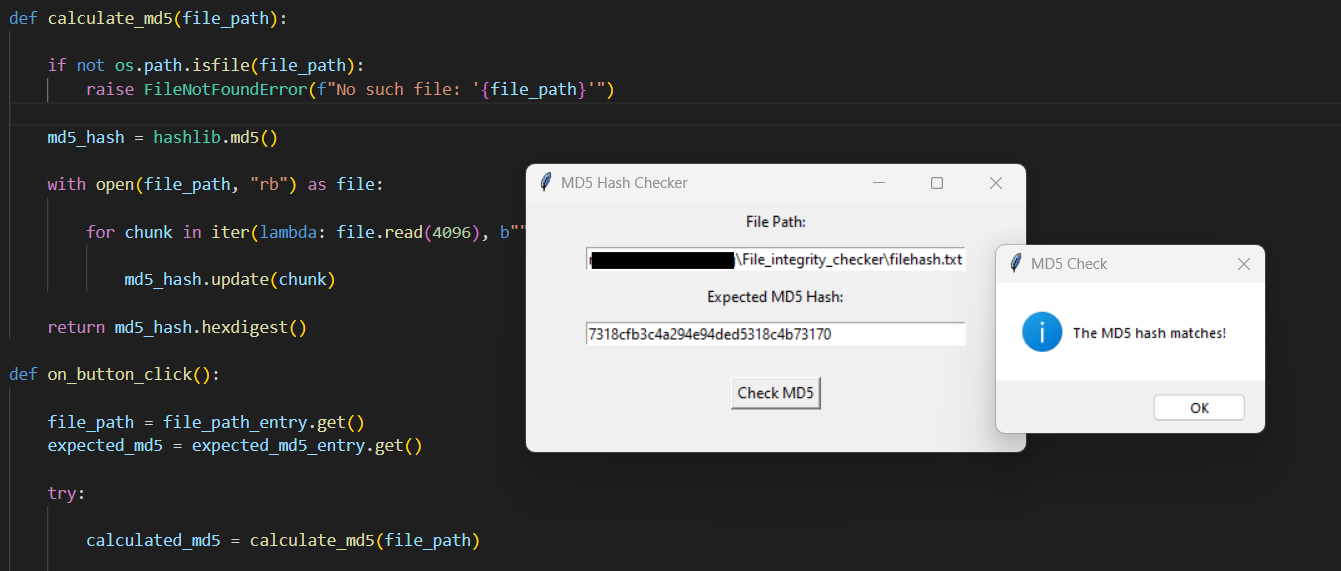 def calculate_md5(file_path):
if not os.path.isfile(file_path):
raise FileNotFoundError(f"No such file: '{file_path}'")
md5_hash = hashlib.md5()
with open(file_path, "rb") as file:
for chunk in iter(lambda: file.read(4096), b""
md5_hash.update(chunk)
return md5_hash.hexdigest()
def on_button_click():
file_path = file_path_entry.get()
expected_md5 = expected_md5_entry.get()
try:
calculated_md5 = calculate_md5(file_path)
MD5 Hash Checker
File Path:
\File_integrity_checker\filehash.txt
Expected MD5 Hash:
7318cfb3c4a294e94ded5318c4b73170
Check MD5
MD5 Check
The MD5 hash matches!
OK